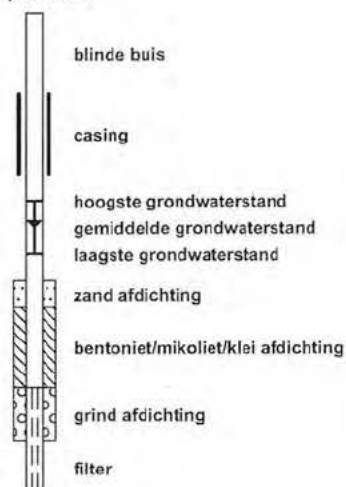 blinde buis
casing
hoogste grondwaterstand
gemiddelde grondwaterstand
laagste grondwaterstand
zand afdichting
bentoniet/mikoliet/klei afdichting
grind afdichting
filter